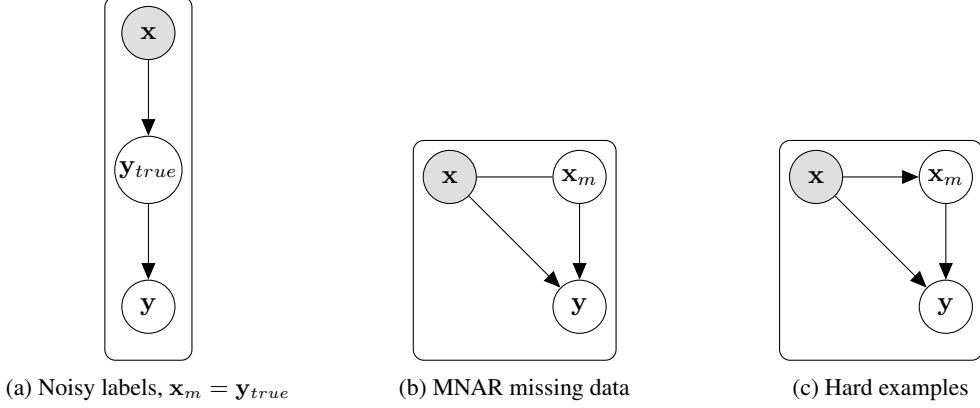 x
y_true
y
x x_m
y
x x_m
y
(a) Noisy labels, x_m = y_true
(b) MNAR missing data
(c) Hard examples